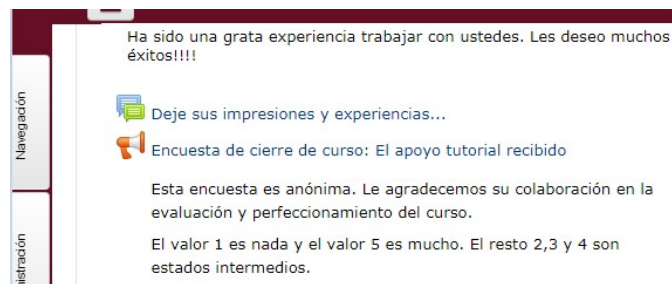 Ha sido una grata experiencia trabajar con ustedes. Les deseo muchos
éxitos!!!!
Navegación
Deje sus impresiones y experiencias...
Encuesta de cierre de curso: El apoyo tutorial recibido
Esta encuesta es anónima. Le agradecemos su colaboración en la
evaluación y perfeccionamiento del curso.
El valor 1 es nada y el valor 5 es mucho. El resto 2,3 y 4 son
estados intermedios.